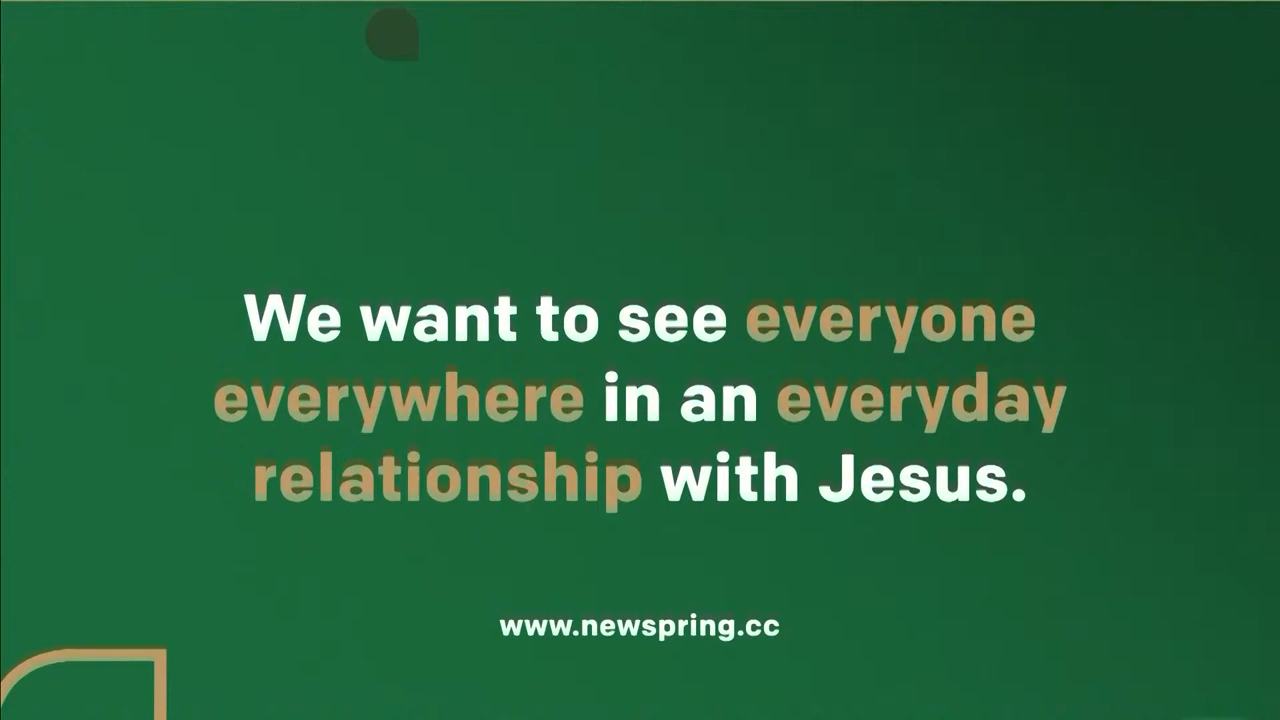 We want to see everyone
everywhere in an everyday
relationship with Jesus.
www.newspring.cc